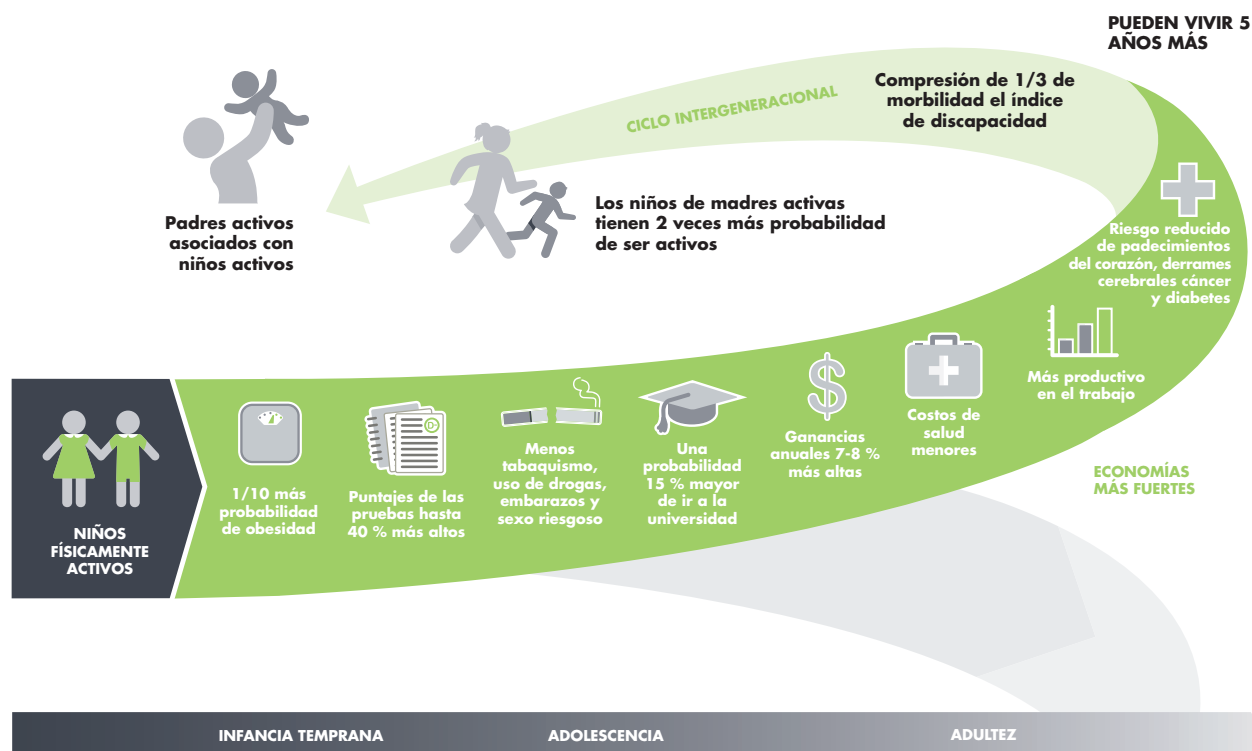 PUEDEN VIVIR 5
AÑOS MÁS
Compresión de 1/3 de
morbilidad el índice
de discapacidad
CICLO INTERGENERACIONAL
Padres activos
asociados con
niños activos
Los niños de madres activas
tienen 2 veces más probabilidad
de ser activos
Riesgo reducido
de padecimientos
del corazón, derrames
cerebrales cáncer
y diabetes
NIÑOS
FÍSICAMENTE
ACTIVOS
1/10 más
probabilidad
de obesidad
D+
Puntajes de las
pruebas hasta
40 % más altos
Menos
tabaquismo,
uso de drogas,
embarazos y
sexo riesgoso
Una
probabilidad
15 % mayor
de ir a la
universidad
$
Ganancias
anuales 7-8 %
más altas
Costos de
salud
menores
Más productivo
en el trabajo
ECONOMÍAS
MÁS FUERTES
INFANCIA TEMPRANA
ADOLESCENCIA
ADULTEZ